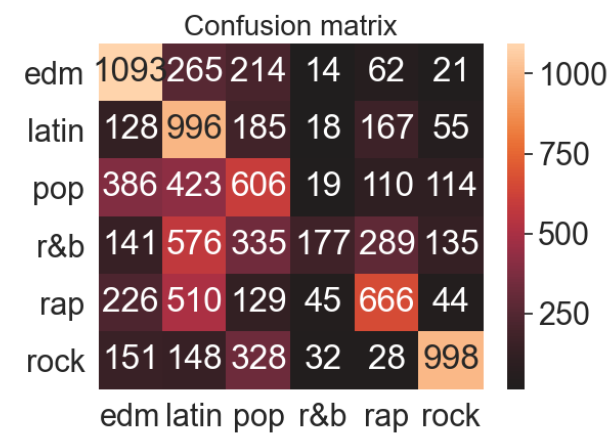 Confusion matrix
edm 1093 265 214 14 62 21
latin 128 996 185 18 167 55
pop 386 423 606 19 110 114
r&b 141 576 335 177 289 135
rap 226 510 129 45 666 44
rock 151 148 328 32 28 998
edm latin pop r&b rap rock
1000
750
500
250